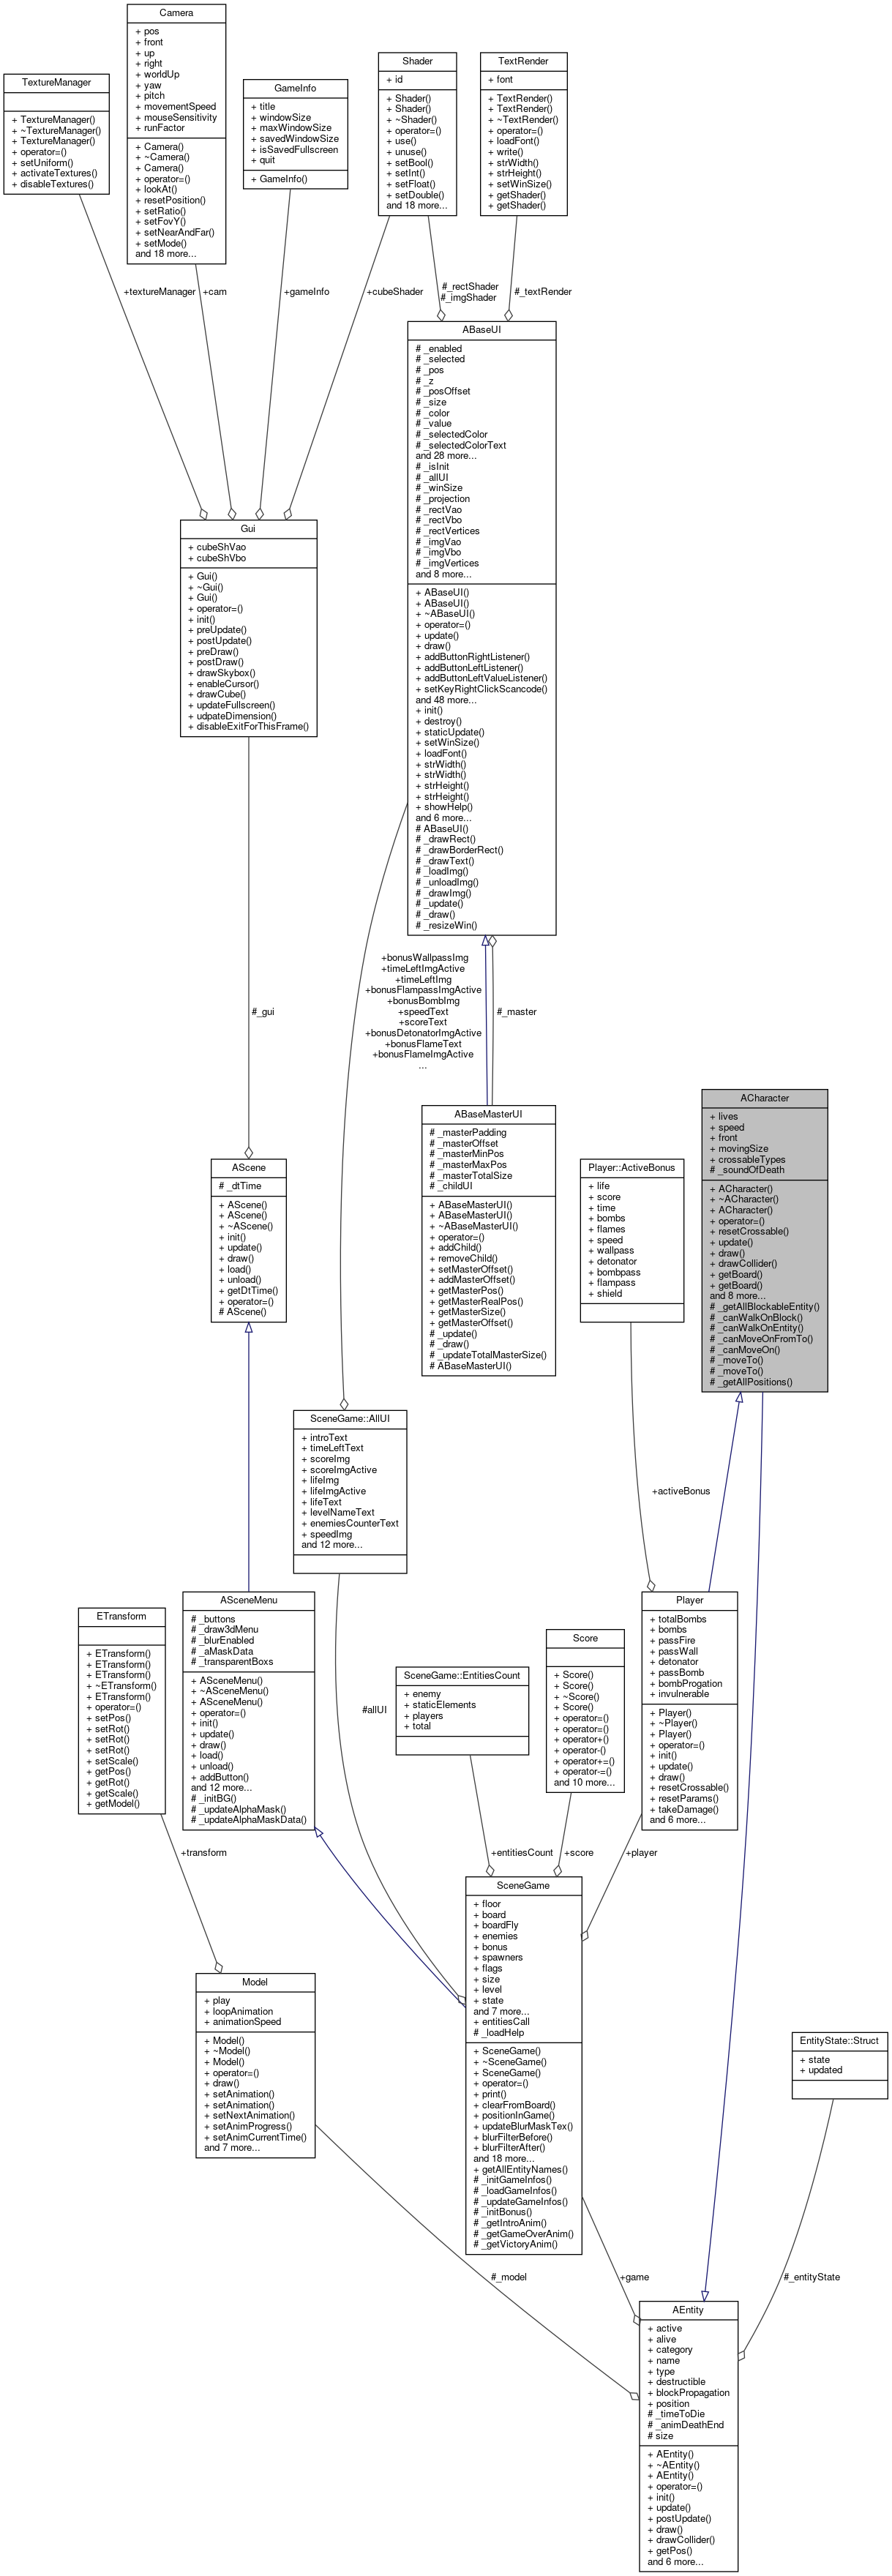 Camera
+ pos
+ front
+ up
+ right
+ worldUp
+ yaw
+ pitch
+ movementSpeed
+ mouseSensitivity
+ runFactor
+ Camera()
+ ~Camera()
+ Camera()
+ operator=()
+ lookAt()
+ resetPosition()
+ setRatio()
+ setFovY()
+ setNearAndFar()
+ setMode()
and 18 more...
TextureManager
+ TextureManager()
+ ~TextureManager()
+ TextureManager()
+ operator=()
+ setUniform()
+ activateTextures()
+ disableTextures()
GameInfo
+ title
+ windowSize
+ maxWindowSize
+ savedWindowSize
+ isSavedFullscreen
+ quit
+ GameInfo()
Shader
+ id
+ Shader()
+ Shader()
+ ~Shader()
+ operator=()
+ use()
+ unuse()
+ setBool()
+ setInt()
+ setFloat()
+ setDouble()
and 18 more...
TextRender
+ font
+ TextRender()
+ TextRender()
+ ~TextRender()
+ operator=()
+ loadFont()
+ write()
+ strWidth()
+ strHeight()
+ setWinSize()
+ getShader()
+ getShader()
+textureManager
+cam
+gameInfo
+cubeShader
#_rectShader
#_imgShader
#_textRender
ABaseUI
# _enabled
# _selected
# _pos
# _z
# _posOffset
# _size
# _color
# _value
# _selectedColor
# _selectedColorText
and 28 more...
# _isInit
# _allUI
# _winSize
# _projection
# _rectVao
# _rectVbo
# _rectVertices
# _imgVao
# _imgVbo
# _imgVertices
and 8 more...
+ ABaseUI()
+ ABaseUI()
+ ~ABaseUI()
+ operator=()
+ update()
+ draw()
+ addButtonRightListener()
+ addButtonLeftListener()
+ addButtonLeftValueListener()
+ setKeyRightClickScancode()
and 48 more...
+ init()
+ destroy()
+ staticUpdate()
+ setWinSize()
+ loadFont()
+ strWidth()
+ strWidth()
+ strHeight()
+ strHeight()
+ showHelp()
and 6 more...
# ABaseUI()
# _drawRect()
# _drawBorderRect()
# _drawText()
# _loadImg()
# _unloadImg()
# _drawImg()
# _update()
# _draw()
# _resizeWin()
Gui
+ cubeShVao
+ cubeShVbo
+ Gui()
+ ~Gui()
+ Gui()
+ operator=()
+ init()
+ preUpdate()
+ postUpdate()
+ preDraw()
+ postDraw()
+ drawSkybox()
+ enableCursor()
+ drawCube()
+ updateFullscreen()
+ udpateDimension()
+ disableExitForThisFrame()
#_gui
+bonusWallpassImg
+timeLeftImgActive
+timeLeftImg
+bonusFlampassImgActive
+bonusBombImg
+speedText
+scoreText
+bonusDetonatorImgActive
+bonusFlameText
+bonusFlameImgActive
...
#_master
ABaseMasterUI
# _masterPadding
# _masterOffset
# _masterMinPos
# _masterMaxPos
# _masterTotalSize
# _childUI
+ ABaseMasterUI()
+ ABaseMasterUI()
+ ~ABaseMasterUI()
+ operator=()
+ addChild()
+ removeChild()
+ setMasterOffset()
+ addMasterOffset()
+ getMasterPos()
+ getMasterRealPos()
+ getMasterSize()
+ getMasterOffset()
# _update()
# _draw()
# _updateTotalMasterSize()
# ABaseMasterUI()
AScene
# _dtTime
+ AScene()
+ AScene()
+ ~AScene()
+ init()
+ update()
+ draw()
+ load()
+ unload()
+ getDtTime()
+ operator=()
# AScene()
Player::ActiveBonus
+ life
+ score
+ time
+ bombs
+ flames
+ speed
+ wallpass
+ detonator
+ bombpass
+ flampass
+ shield
ACharacter
+ lives
+ speed
+ front
+ movingSize
+ crossableTypes
# _soundOfDeath
+ ACharacter()
+ ~ACharacter()
+ ACharacter()
+ operator=()
+ resetCrossable()
+ update()
+ draw()
+ drawCollider()
+ getBoard()
+ getBoard()
and 8 more...
# _getAllBlockableEntity()
# _canWalkOnBlock()
# _canWalkOnEntity()
# _canMoveOnFromTo()
# _canMoveOn()
# _moveTo()
# _moveTo()
# _getAllPositions()
SceneGame::AllUI
+ introText
+ timeLeftText
+ scoreImg
+ scoreImgActive
+ lifeImg
+ lifeImgActive
+ lifeText
+ levelNameText
+ enemiesCounterText
+ speedImg
and 12 more...
+activeBonus
ETransform
+ ETransform()
+ ETransform()
+ ETransform()
+ ~ETransform()
+ ETransform()
+ operator=()
+ setPos()
+ setRot()
+ setRot()
+ setRot()
+ setScale()
+ getPos()
+ getRot()
+ getScale()
+ getModel()
ASceneMenu
# _buttons
# _draw3dMenu
# _blurEnabled
# _aMaskData
# _transparentBoxs
+ ASceneMenu()
+ ~ASceneMenu()
+ ASceneMenu()
+ operator=()
+ init()
+ update()
+ draw()
+ load()
+ unload()
+ addButton()
and 12 more...
# _initBG()
# _updateAlphaMask()
# _updateAlphaMaskData()
#allUI
SceneGame::EntitiesCount
+ enemy
+ staticElements
+ players
+ total
Score
+ Score()
+ Score()
+ ~Score()
+ Score()
+ operator=()
+ operator=()
+ operator+()
+ operator-()
+ operator+=()
+ operator-=()
and 10 more...
Player
+ totalBombs
+ bombs
+ passFire
+ passWall
+ detonator
+ passBomb
+ bombProgation
+ invulnerable
+ Player()
+ ~Player()
+ Player()
+ operator=()
+ init()
+ update()
+ draw()
+ resetCrossable()
+ resetParams()
+ takeDamage()
and 6 more...
+transform
+entitiesCount
+score
+player
SceneGame
+ floor
+ board
+ boardFly
+ enemies
+ bonus
+ spawners
+ flags
+ size
+ level
+ state
and 7 more...
+ entitiesCall
# _loadHelp
+ SceneGame()
+ ~SceneGame()
+ SceneGame()
+ operator=()
+ print()
+ clearFromBoard()
+ positionInGame()
+ updateBlurMaskTex()
+ blurFilterBefore()
+ blurFilterAfter()
and 18 more...
+ getAllEntityNames()
# _initGameInfos()
# _loadGameInfos()
# _updateGameInfos()
# _initBonus()
# _getIntroAnim()
# _getGameOverAnim()
# _getVictoryAnim()
Model
+ play
+ loopAnimation
+ animationSpeed
+ Model()
+ ~Model()
+ Model()
+ operator=()
+ draw()
+ setAnimation()
+ setAnimation()
+ setNextAnimation()
+ setAnimProgress()
+ setAnimCurrentTime()
and 7 more...
EntityState::Struct
+ state
+ updated
#_model
+game
#_entityState
AEntity
+ active
+ alive
+ category
+ name
+ type
+ destructible
+ blockPropagation
+ position
# _timeToDie
# _animDeathEnd
# size
+ AEntity()
+ ~AEntity()
+ AEntity()
+ operator=()
+ init()
+ update()
+ postUpdate()
+ draw()
+ drawCollider()
+ getPos()
and 6 more...